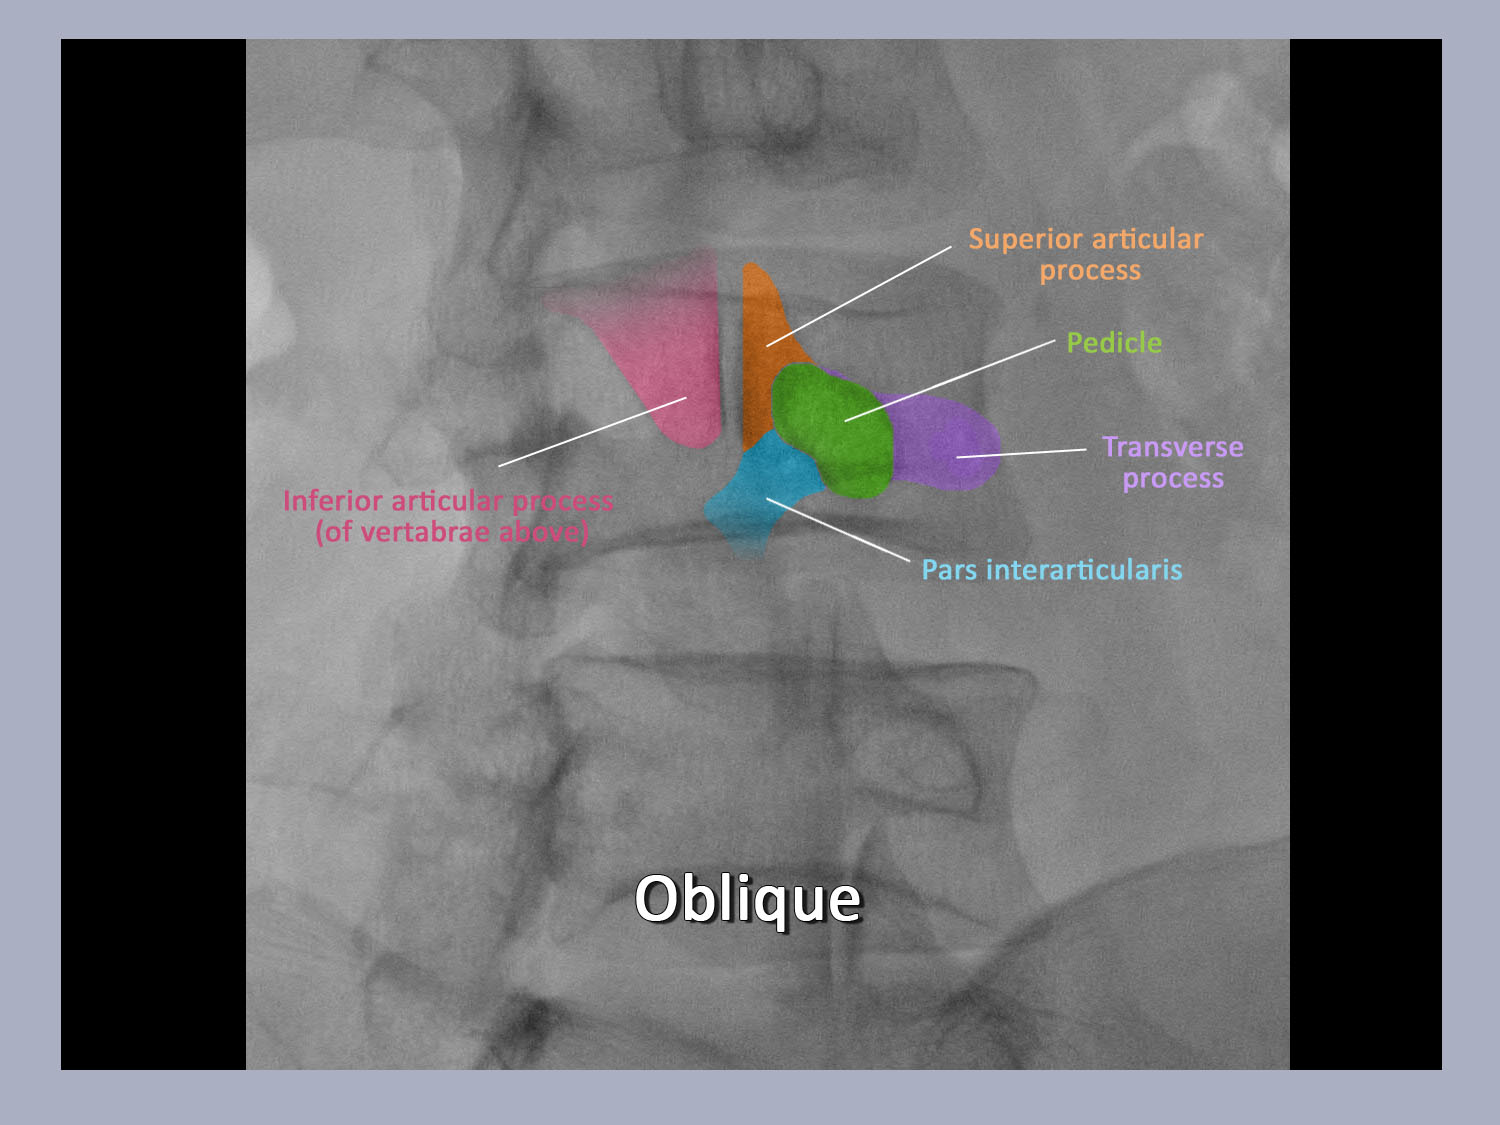 Superior articular
process
Pedicle
Transverse
process
Inferior articular process
(of vertabrae above)
Pars interarticularis
Oblique